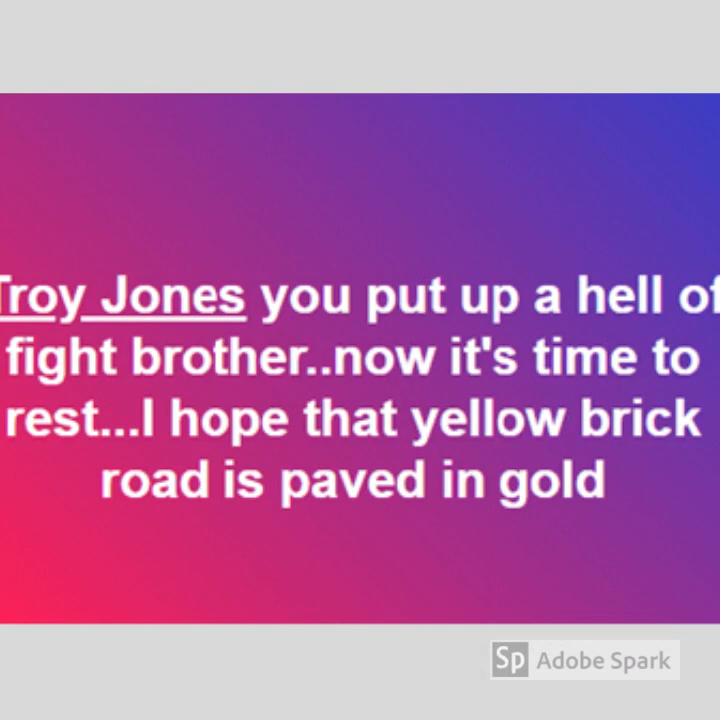 Troy Jones you put up a hell of
fight brother..now it's time to
rest...I hope that yellow brick
road is paved in gold
Sp Adobe Spark